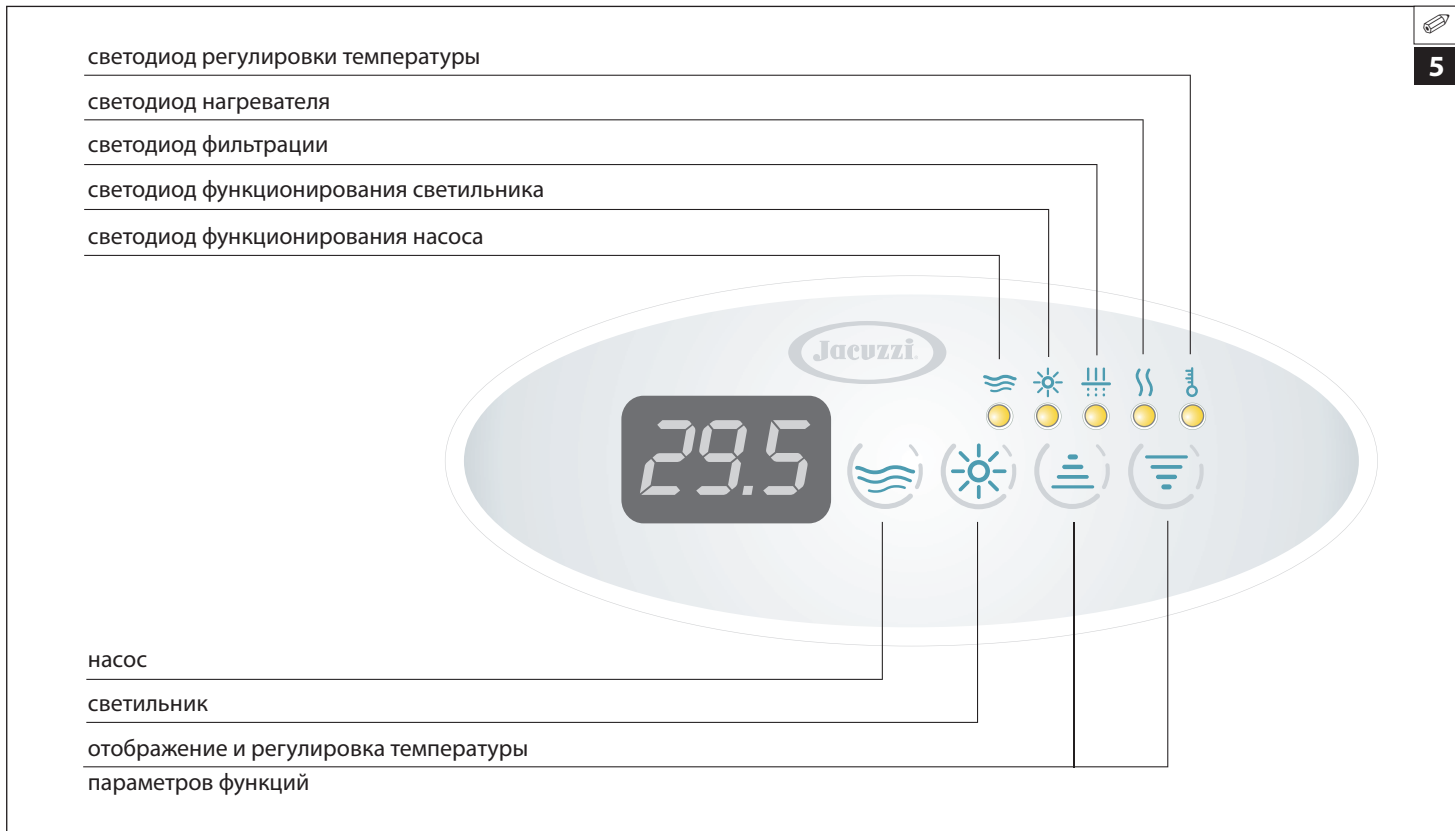 светодиод регулировки температуры
5
светодиод нагревателя
светодиод фильтрации
светодиод функционирования светильника
светодиод функционирования насоса
Jacuzzi
29.5
насос
светильник
отображение и регулировка температуры
параметров функций